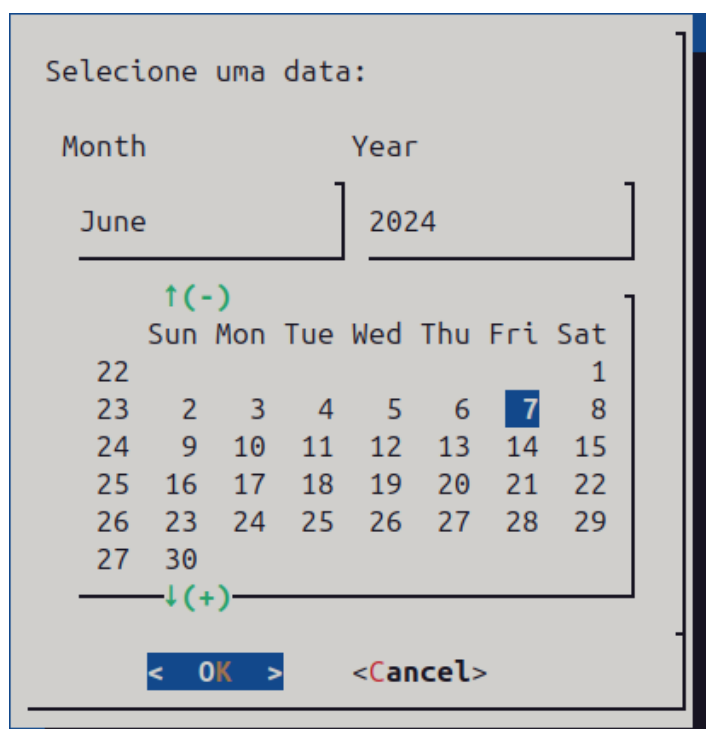 Selecione uma data:
Month Year
June 2024
↑(-)
Sun Mon Tue Wed Thu Fri Sat
22 1
23 2 3 4 5 6 7 8
24 9 10 11 12 13 14 15
25 16 17 18 19 20 21 22
26 23 24 25 26 27 28 29
27 30
↓(+)
< OK > <Cancel>